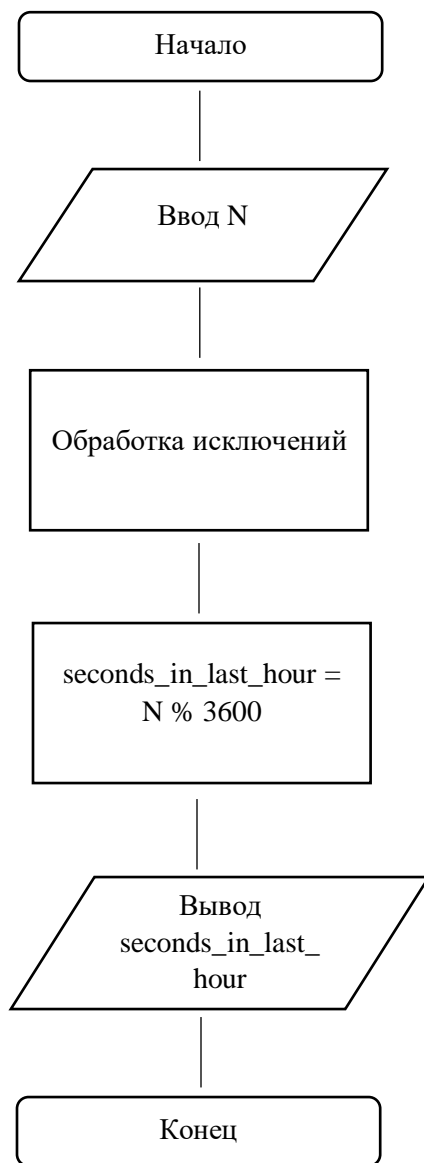 Начало
Ввод N
Обработка исключений
seconds_in_last_hour =
N % 3600
Вывод
seconds_in_last_
hour
Конец